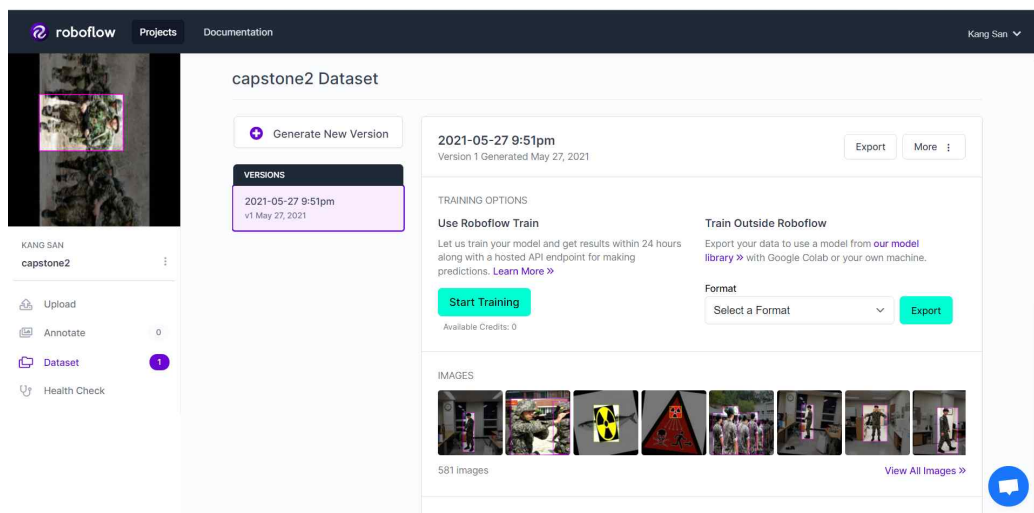 roboflow
Projects
Documentation
Kang San
capstone2 Dataset
Generate New Version
VERSIONS
2021-05-27 9:51pm
v1 May 27, 2021
KANG SAN
capstone2
Upload
Annotate 0
Dataset 1
Health Check
2021-05-27 9:51pm
Version 1 Generated May 27, 2021
Export
More
TRAINING OPTIONS
Use Roboflow Train
Let us train your model and get results within 24 hours
along with a hosted API endpoint for making
predictions. Learn More »
Start Training
Available Credits: 0
Train Outside Roboflow
Export your data to use a model from our model
library » with Google Colab or your own machine.
Format
Select a Format
Export
IMAGES
581 images
View All Images »